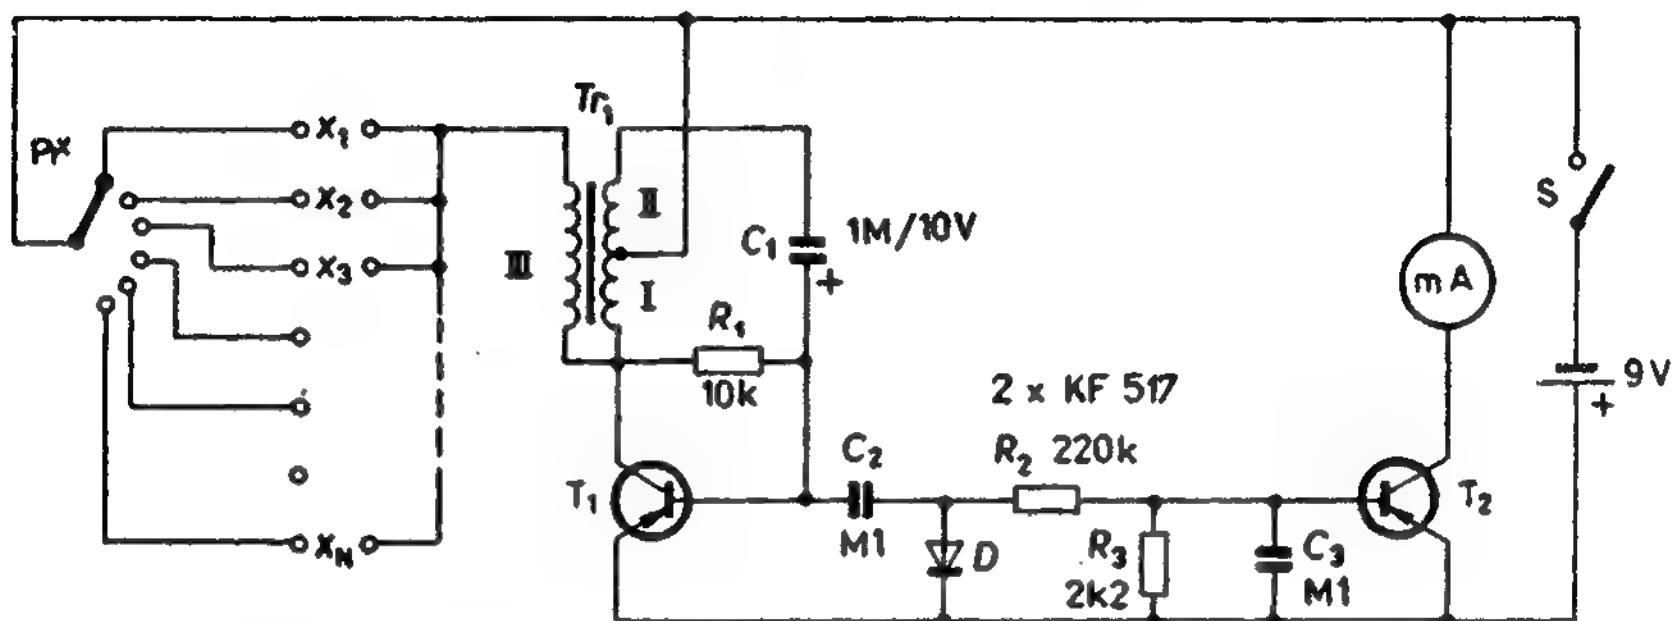 Tr₁
Př
X₁
X₂
II
C₁ 1M/10V
S
X₃
III
+
mA
I
R₁
10k
9V
+
2 x KF 517
C₂
R₂ 220k
T₁
T₂
M1
D
R₃
C₃
X_N
2k2
M1